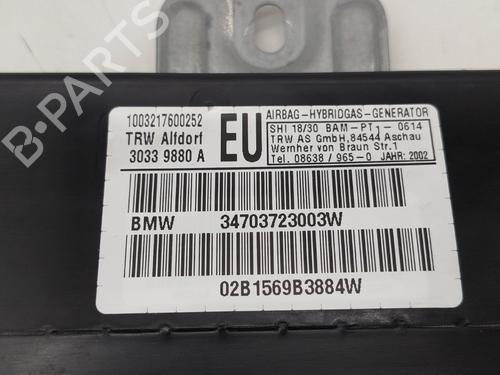 1003217600252
TRW Alfdorf
3033 9880 A
EU
AIRBAG-HYBRIDGAS-GENERATOR
SHI 18/30 BAM-PT1-0614
TRW AS GmbH,84544 Aschau
Wernher von Braun Str.1
Tel. 08638/965-0 JAHR: 2002
BMW 34703723003W
02B1569B3884W
B-PARTS